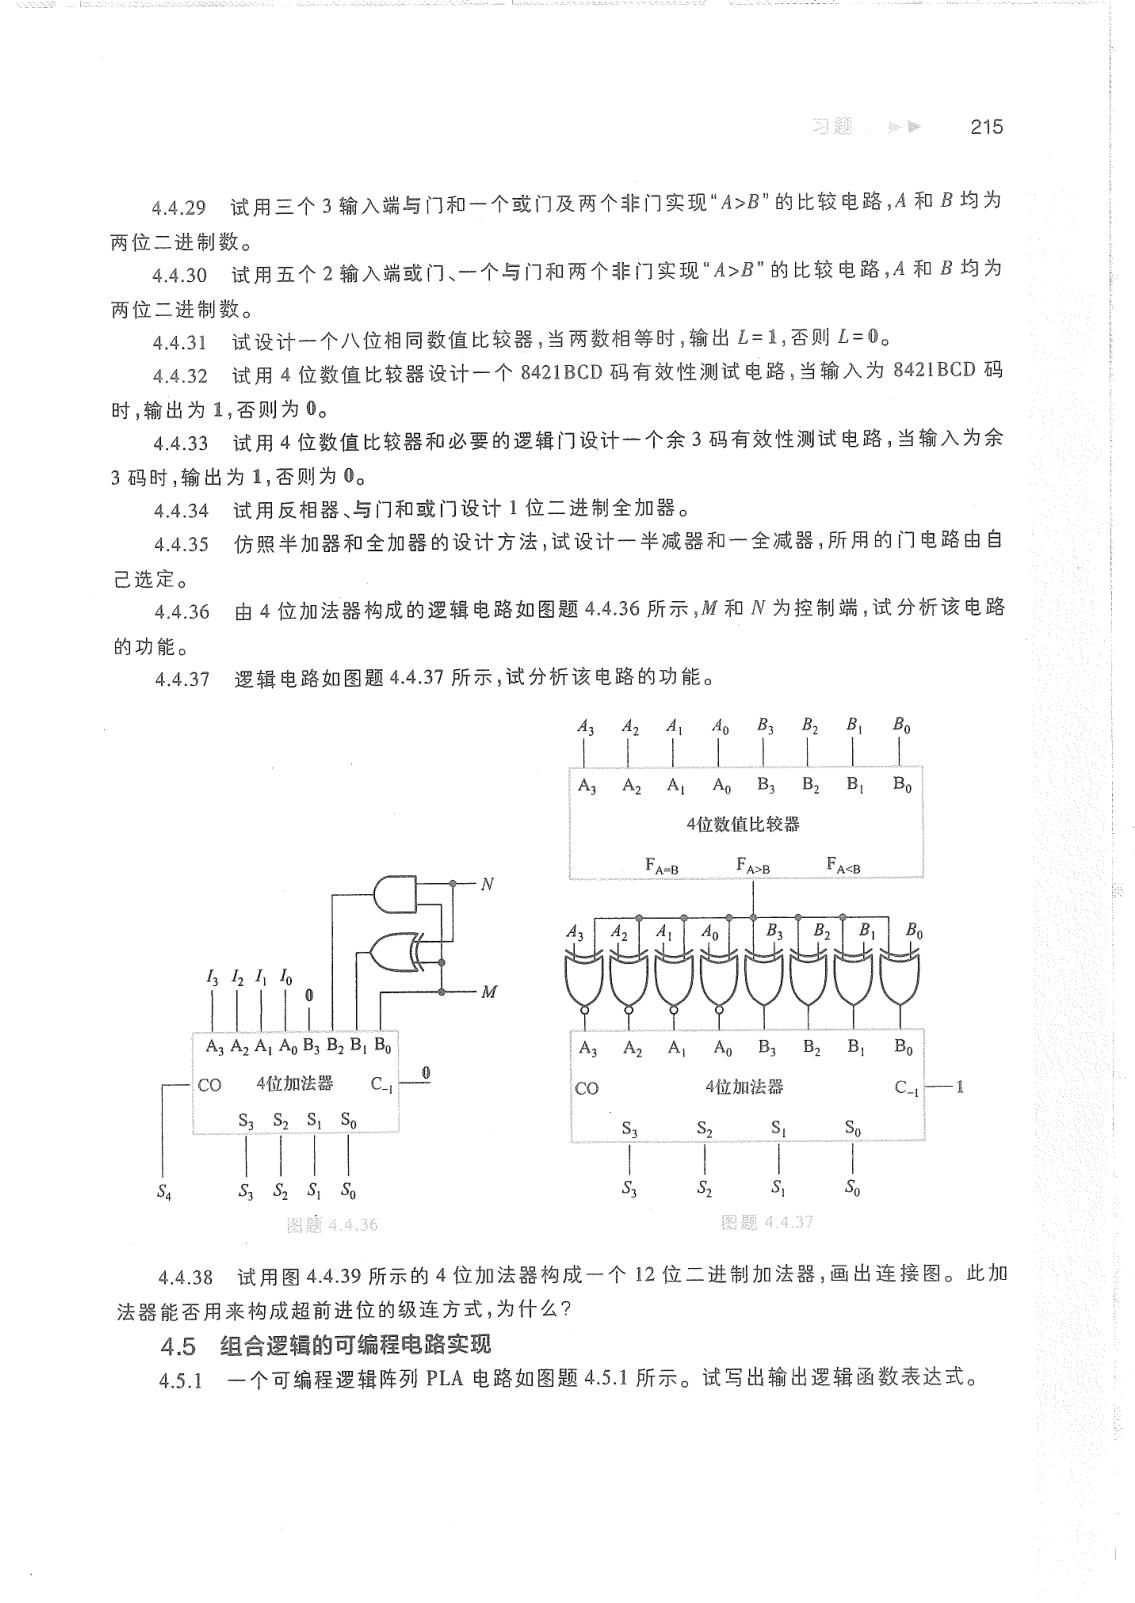 习题 ▶▶ 215
4.4.29 试用三个 3 输入端与门和一个或门及两个非门实现“A>B”的比较电路,A 和 B 均为
两位二进制数。
4.4.30 试用五个 2 输入端或门、一个与门和两个非门实现“A>B”的比较电路,A 和 B 均为
两位二进制数。
4.4.31 试设计一个八位相同数值比较器,当两数相等时,输出 L=1,否则 L=0。
4.4.32 试用 4 位数值比较器设计一个 8421BCD 码有效性测试电路,当输入为 8421BCD 码
时,输出为 1,否则为 0。
4.4.33 试用 4 位数值比较器和必要的逻辑门设计一个余 3 码有效性测试电路,当输入为余
3 码时,输出为 1,否则为 0。
4.4.34 试用反相器、与门和或门设计 1 位二进制全加器。
4.4.35 仿照半加器和全加器的设计方法,试设计一半减器和一全减器,所用的门电路由自
己选定。
4.4.36 由 4 位加法器构成的逻辑电路如图题 4.4.36 所示,M 和 N 为控制端,试分析该电路
的功能。
4.4.37 逻辑电路如图题 4.4.37 所示,试分析该电路的功能。
N
M
I₃ I₂ I₁ I₀ 0
A₃ A₂ A₁ A₀ B₃ B₂ B₁ B₀
CO 4位加法器 C₋₁ 0
S₃ S₂ S₁ S₀
S₄ S₃ S₂ S₁ S₀
图题 4.4.36
A₃ A₂ A₁ A₀ B₃ B₂ B₁ B₀
A₃ A₂ A₁ A₀ B₃ B₂ B₁ B₀
4位数值比较器
F_A=B F_A>B F_A<B
A₃ A₂ A₁ A₀ B₃ B₂ B₁ B₀
A₃ A₂ A₁ A₀ B₃ B₂ B₁ B₀
CO 4位加法器 C₋₁ 1
S₃ S₂ S₁ S₀
S₃ S₂ S₁ S₀
图题 4.4.37
4.4.38 试用图 4.4.39 所示的 4 位加法器构成一个 12 位二进制加法器,画出连接图。此加
法器能否用来构成超前进位的级连方式,为什么?
4.5 组合逻辑的可编程电路实现
4.5.1 一个可编程逻辑阵列 PLA 电路如图题 4.5.1 所示。试写出输出逻辑函数表达式。